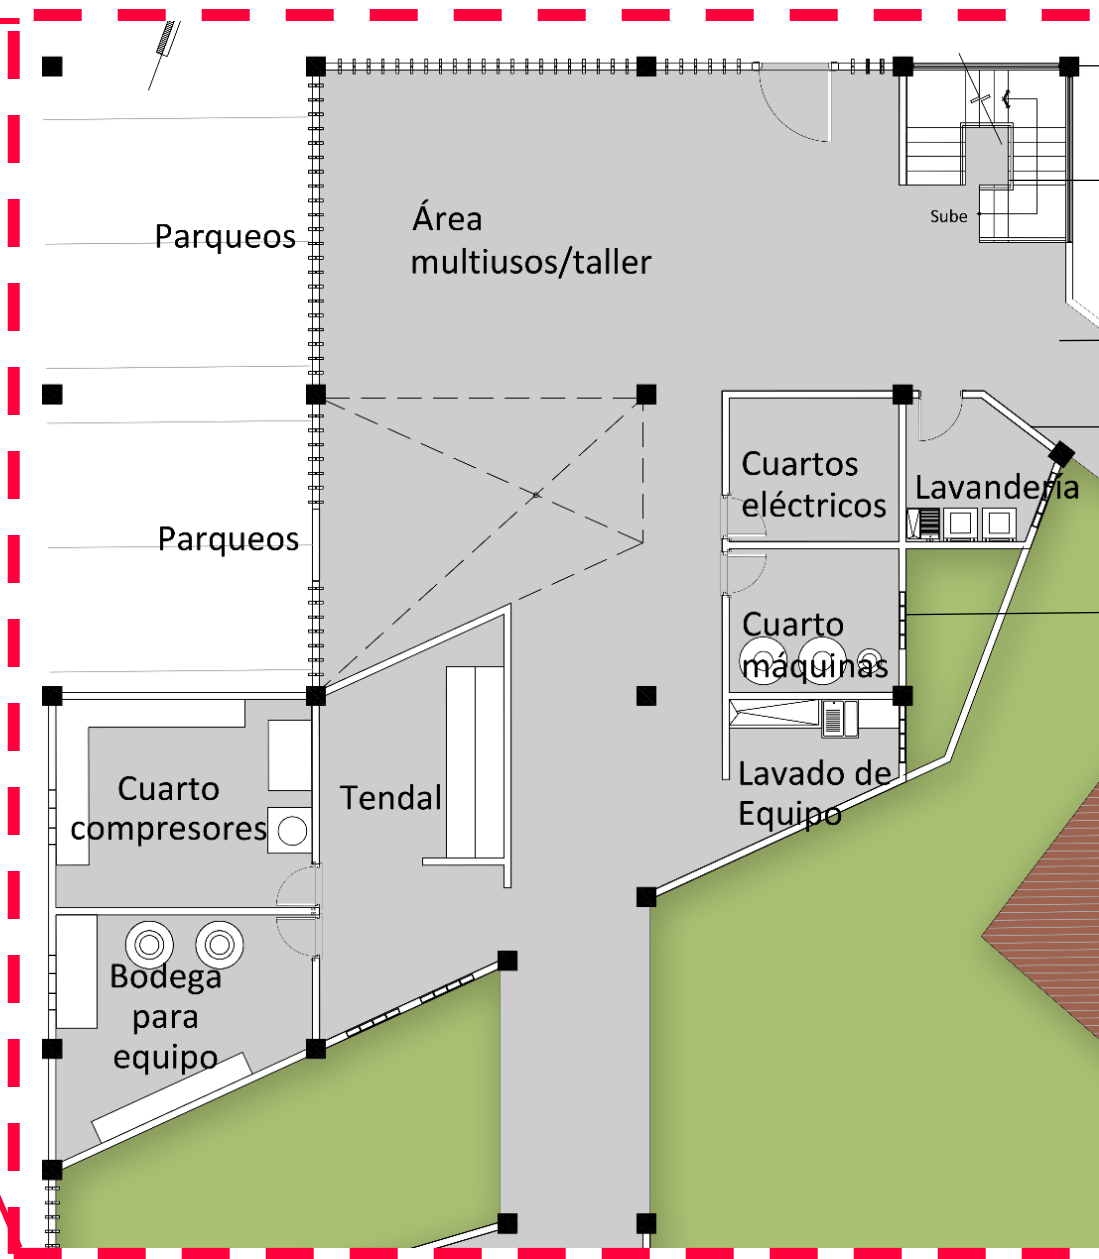 Parqueos
Área
multiusos/taller
Sube
Cuartos
eléctricos
Lavandería
Parqueos
Cuarto
máquinas
Cuarto
compresores
Tendal
Lavado de
Equipo
Bodega
para
equipo